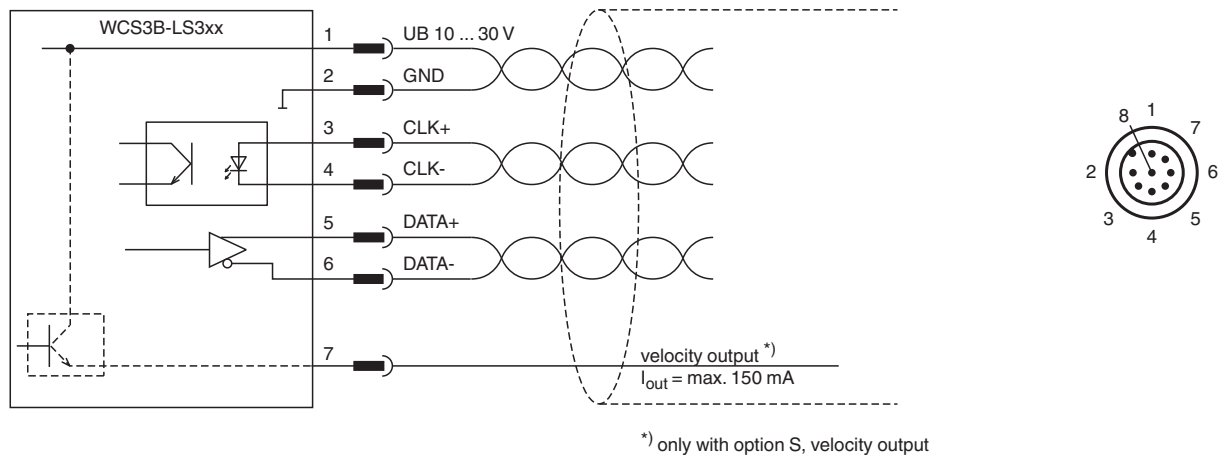 WCS3B-LS3xx
1 UB 10 ... 30 V
2 GND
3 CLK+
4 CLK-
5 DATA+
6 DATA-
7 velocity output *)
Iout = max. 150 mA
*) only with option S, velocity output
8 1 7
2 6
3 5
4